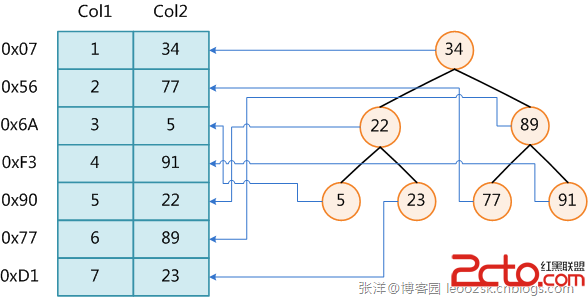 Col1 Col2
0x07 1 34 34
0x56 2 77
0x6A 3 5 22 89
0xF3 4 91
0x90 5 22 5 23 77 91
0x77 6 89
0xD1 7 23
2cto.com 红黑联盟
张洋@博客园 leoo2sk.cnblogs.com